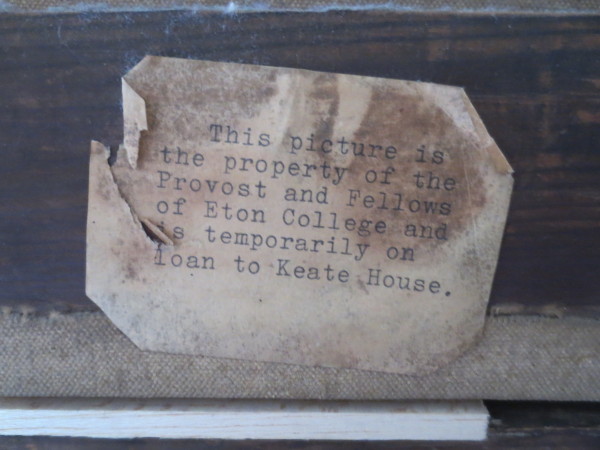 This picture is
the property of the
Provost and Fellows
of Eton College and
is temporarily on
loan to Keate House.